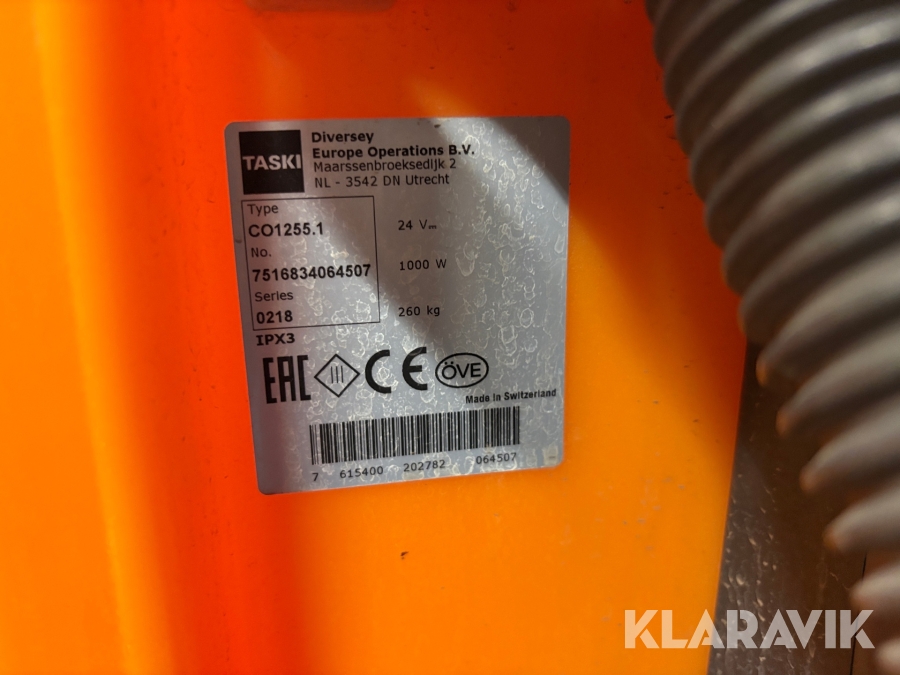 TASKI
Diversey
Europe Operations B.V.
Maarssenbroeksedijk 2
NL - 3542 DN Utrecht
Type
CO1255.1
24 V
No.
7516834064507
1000 W
Series
0218
260 kg
IPX3
EAC III CE ÖVE
Made in Switzerland
7 615400 202782 064507
KLARAVIK